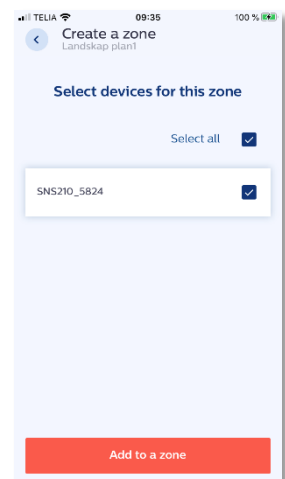 TELIA 09:35 100 %
Create a zone
Landskap plan1
Select devices for this zone
Select all
SNS210_5824
Add to a zone